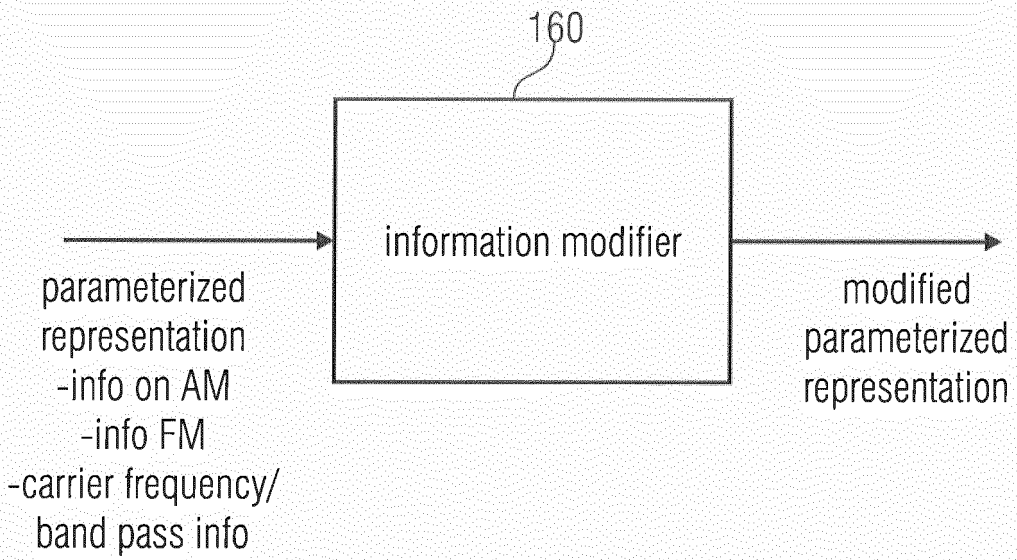 160
information modifier
parameterized
representation
-info on AM
-info FM
-carrier frequency/
band pass info
modified
parameterized
representation